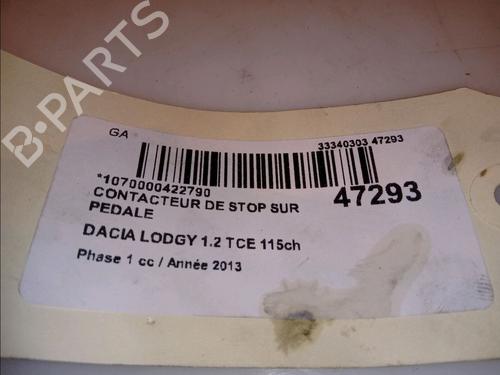 B-PARTS
GA
33340303 47293
*1070000422790
47293
CONTACTEUR DE STOP SUR
PEDALE
DACIA LODGY 1.2 TCE 115ch
Phase 1 cc / Année 2013